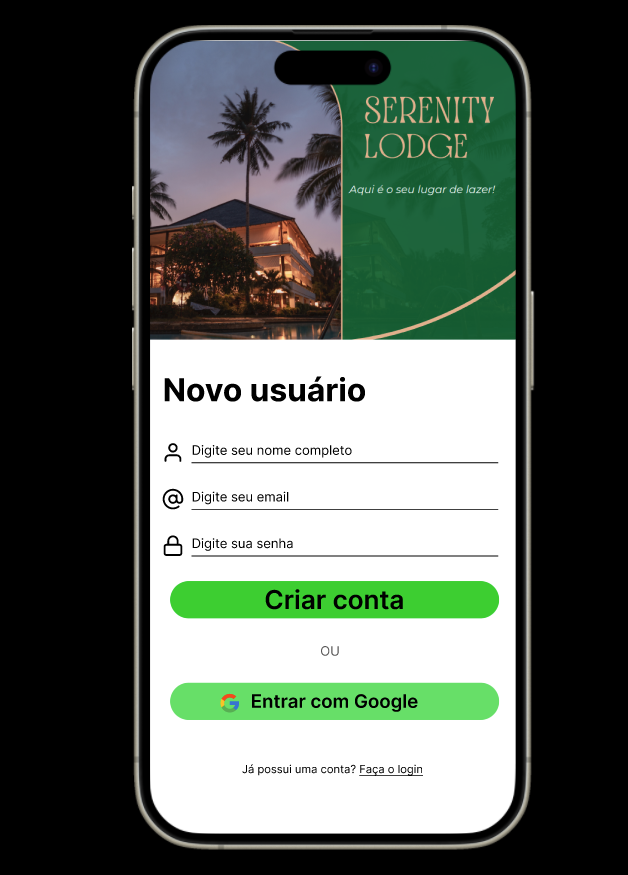 SERENITY
LODGE
Aqui é o seu lugar de lazer!
Novo usuário
Digite seu nome completo
Digite seu email
Digite sua senha
Criar conta
OU
Entrar com Google
Já possui uma conta? Faça o login